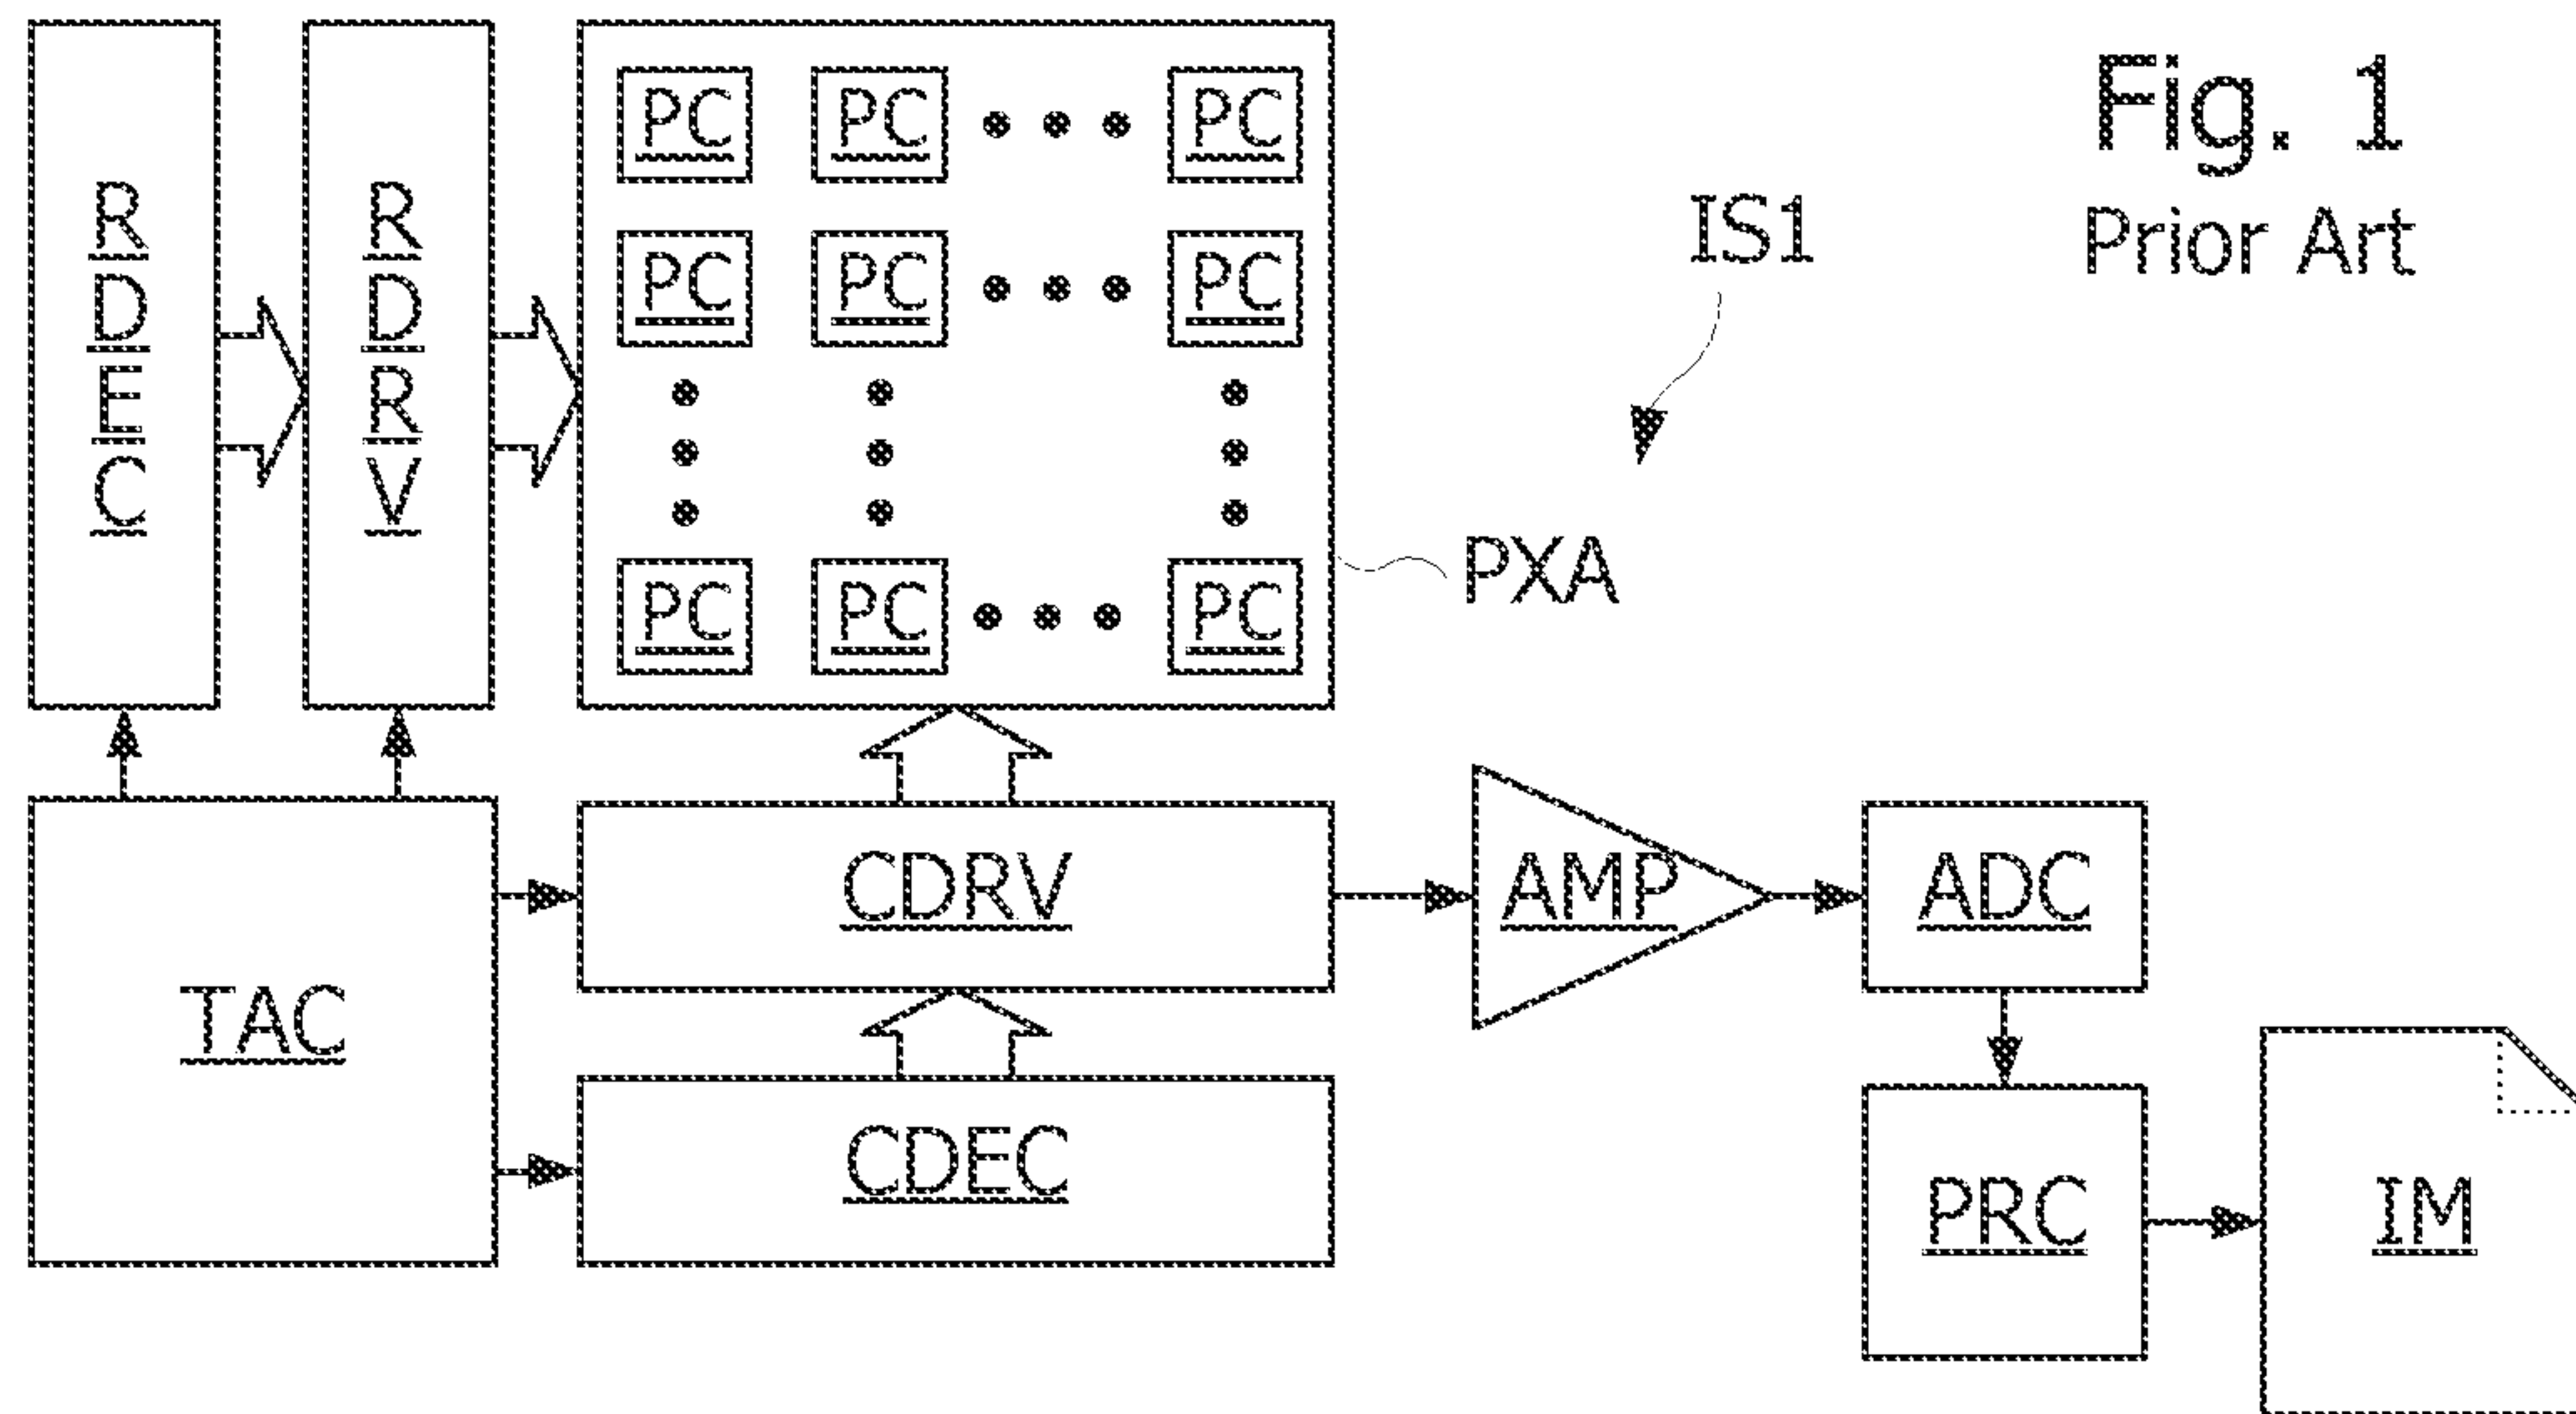 Fig. 1
Prior Art
RDEC
RDRV
PC PC PC
PC PC PC
PC PC PC
IS1
PXA
TAC
CDRV
AMP
ADC
CDEC
PRC
IM